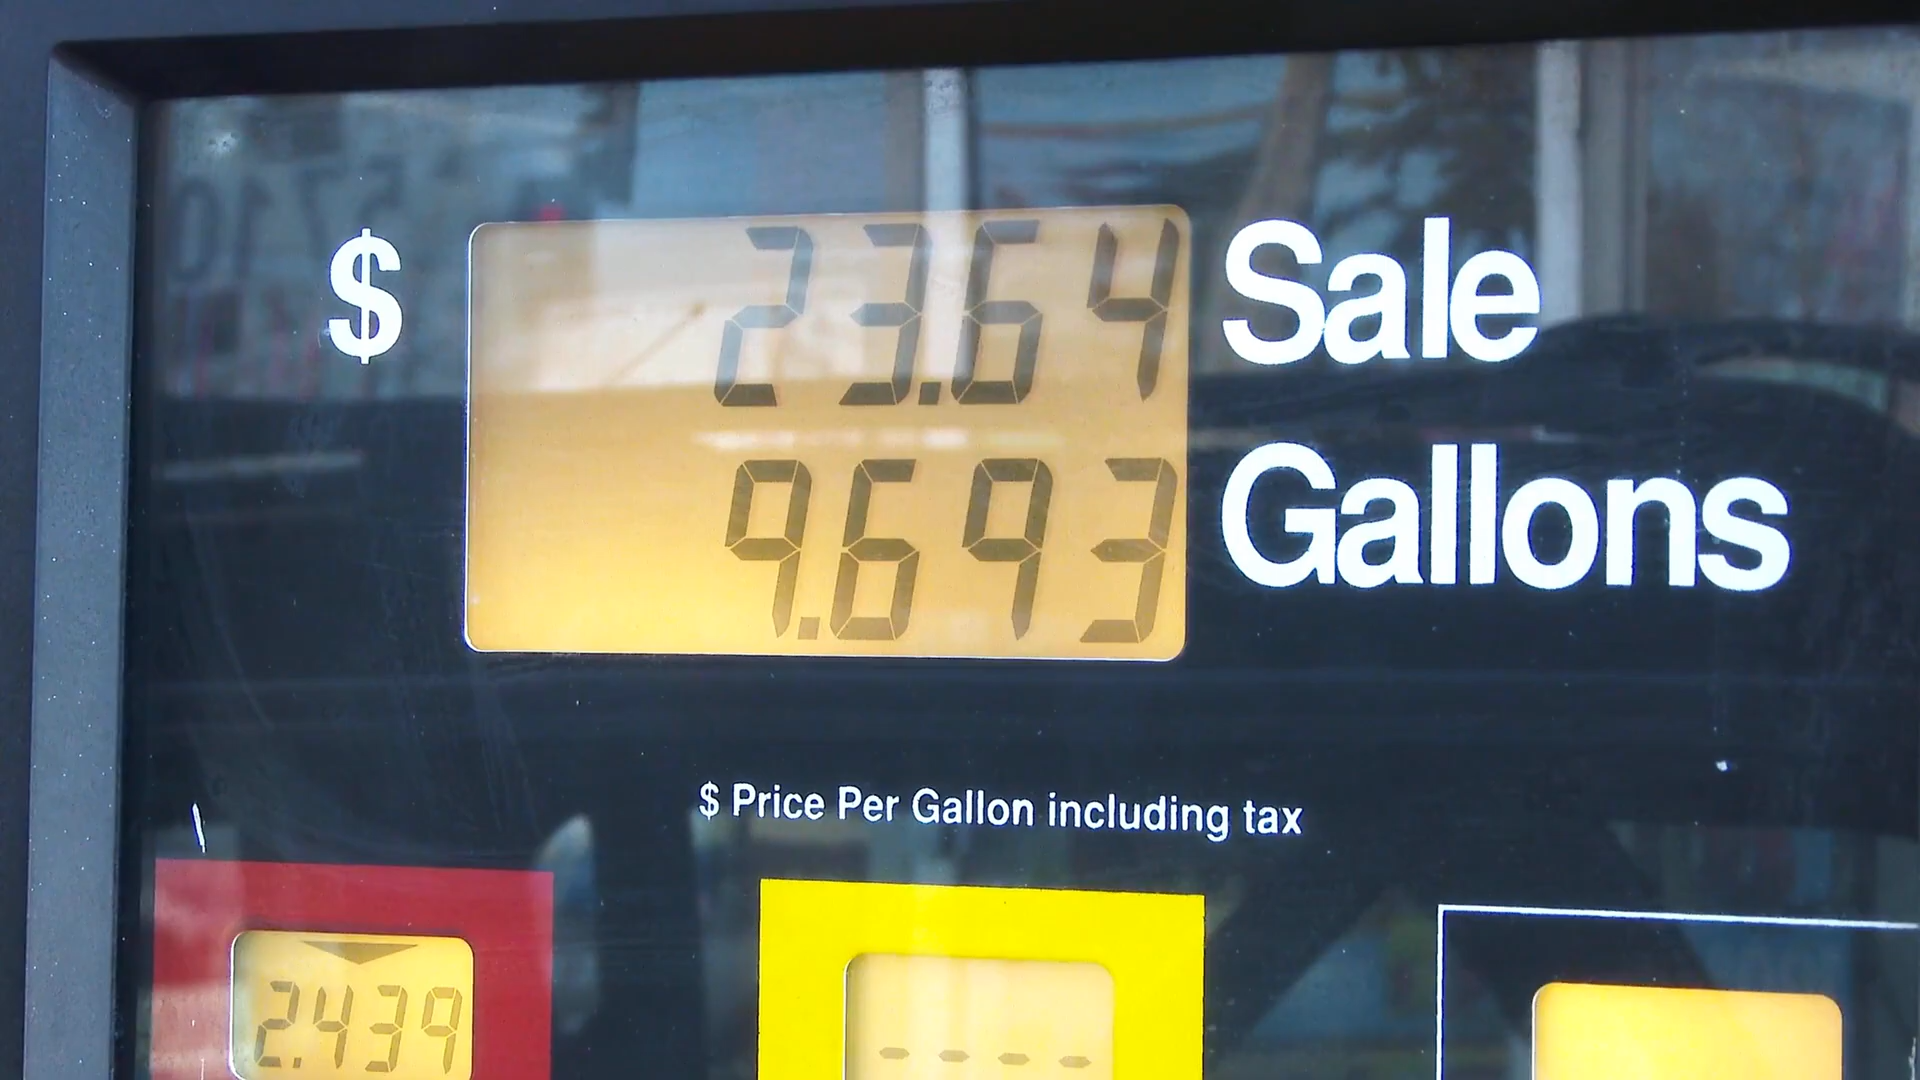 $ 23.64 Sale
9.693 Gallons
$ Price Per Gallon including tax
2.439
- - - -